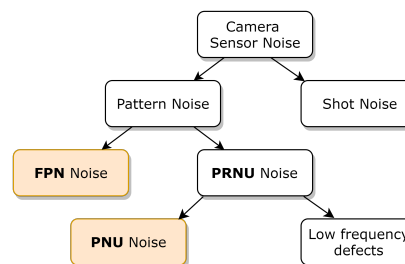 Camera
Sensor Noise
Pattern Noise
Shot Noise
FPN Noise
PRNU Noise
PNU Noise
Low frequency
defects